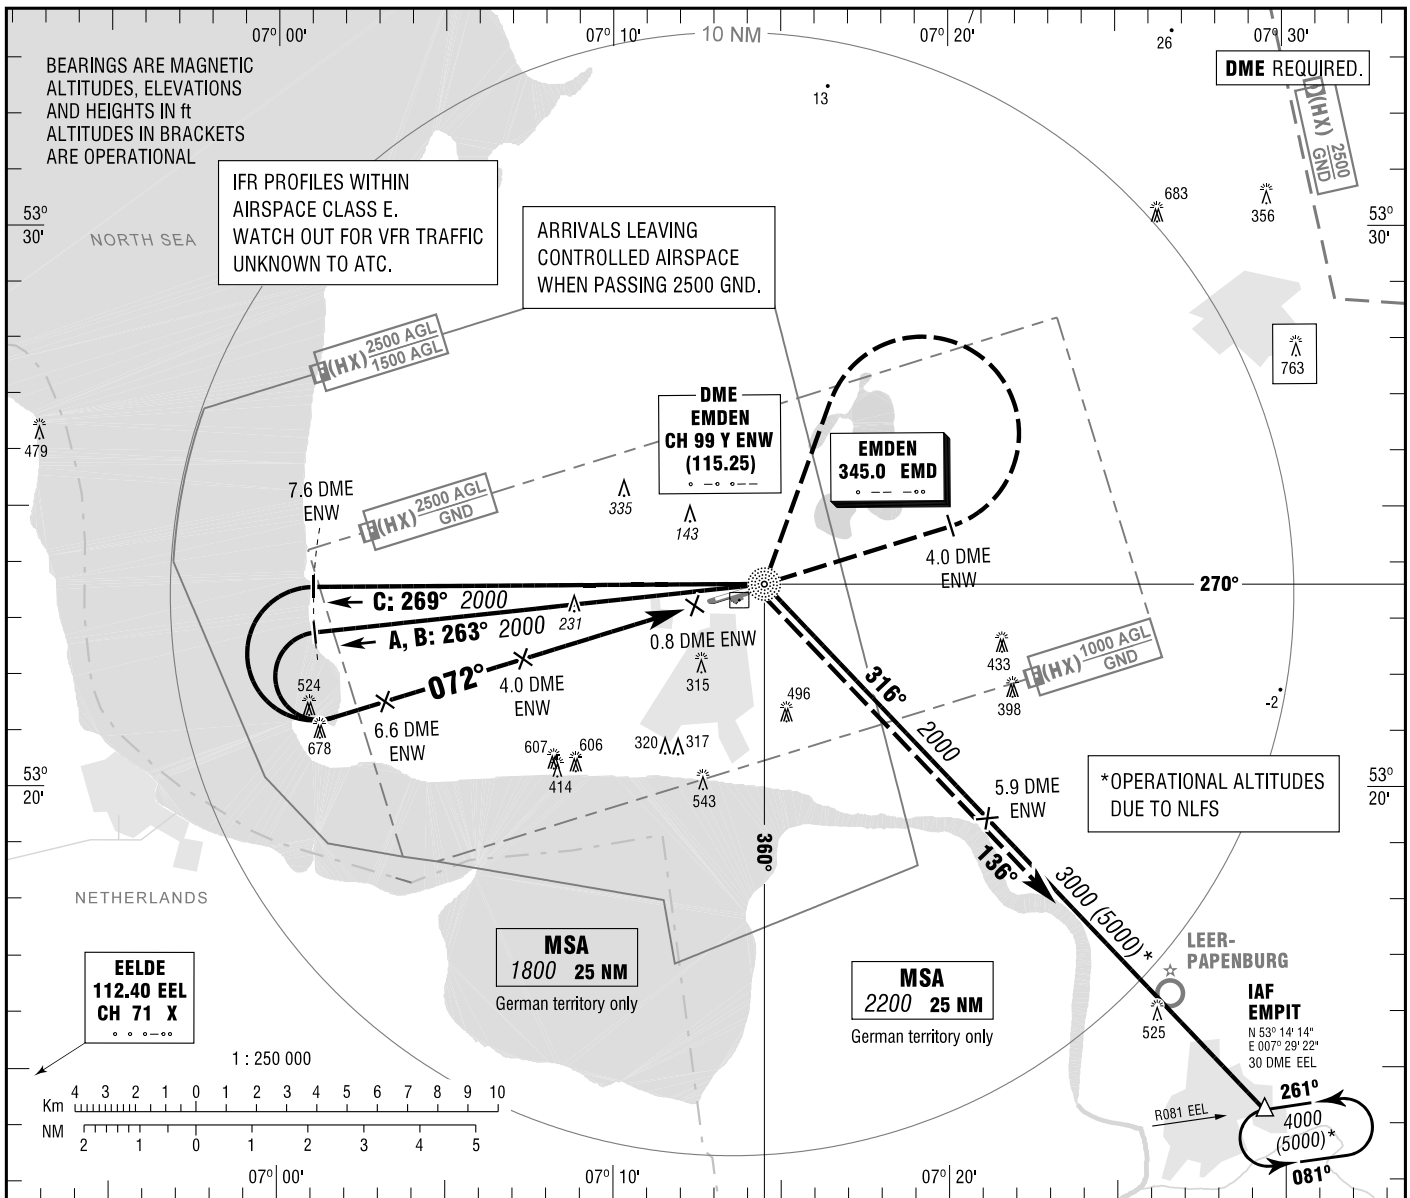 07° 00'
07° 10'
10 NM
07° 20'
26
07° 30'
BEARINGS ARE MAGNETIC
ALTITUDES, ELEVATIONS
AND HEIGHTS IN ft
ALTITUDES IN BRACKETS
ARE OPERATIONAL
DME REQUIRED.
13
D(HX) 2500
GND
IFR PROFILES WITHIN
AIRSPACE CLASS E.
WATCH OUT FOR VFR TRAFFIC
UNKNOWN TO ATC.
683
356
53°
30'
NORTH SEA
ARRIVALS LEAVING
CONTROLLED AIRSPACE
WHEN PASSING 2500 GND.
53°
30'
F(HX) 2500 AGL
1500 AGL
763
DME
EMDEN
CH 99 Y ENW
(115.25)
EMDEN
345.0 EMD
479
7.6 DME
ENW
F(HX) 2500 AGL
GND
335
143
4.0 DME
ENW
270°
C: 269° 2000
A, B: 263° 2000
231
0.8 DME ENW
072°
4.0 DME
ENW
6.6 DME
ENW
524
678
315
496
316°
2000
433
398
F(HX) 1000 AGL
GND
-2
607
606
414
320
317
543
53°
20'
5.9 DME
ENW
*OPERATIONAL ALTITUDES
DUE TO NLFS
53°
20'
360°
136°
3000 (5000)*
NETHERLANDS
MSA
1800 25 NM
German territory only
MSA
2200 25 NM
German territory only
LEER-
PAPENBURG
525
IAF
EMPIT
N 53° 14' 14"
E 007° 29' 22"
30 DME EEL
EELDE
112.40 EEL
CH 71 X
1 : 250 000
Km 4 3 2 1 0 1 2 3 4 5 6 7 8 9 10
NM 2 1 0 1 2 3 4 5
R081 EEL
261°
4000
(5000)*
081°
07° 00'
07° 10'
07° 20'